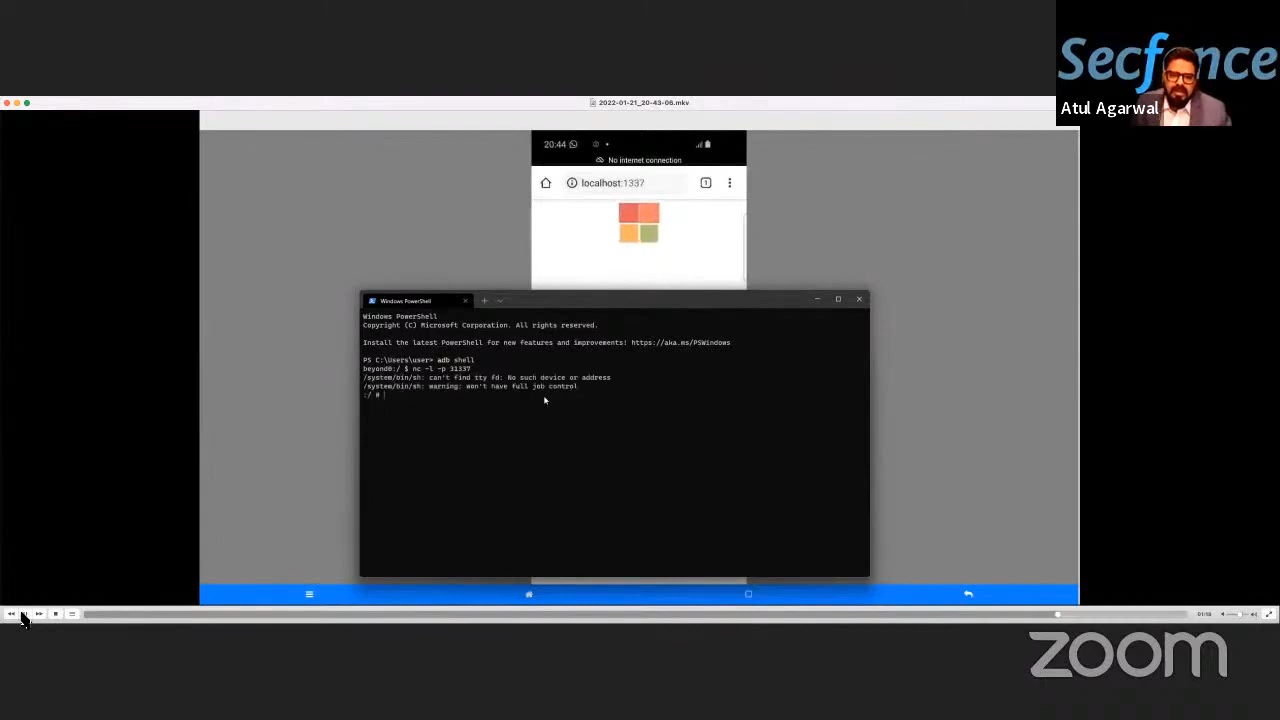 Secfence
Atul Agarwal
2022-01-21_20-43-06.mkv
20:44
No internet connection
localhost:1337
1
Windows PowerShell
Windows PowerShell
Copyright (C) Microsoft Corporation. All rights reserved.
Install the latest PowerShell for new features and improvements! https://aka.ms/PSWindows
PS C:\Users\user> adb shell
beyond0:/ $ nc -l -p 31337
/system/bin/sh: can't find tty fd: No such device or address
/system/bin/sh: warning: won't have full job control
:/ #
zoom